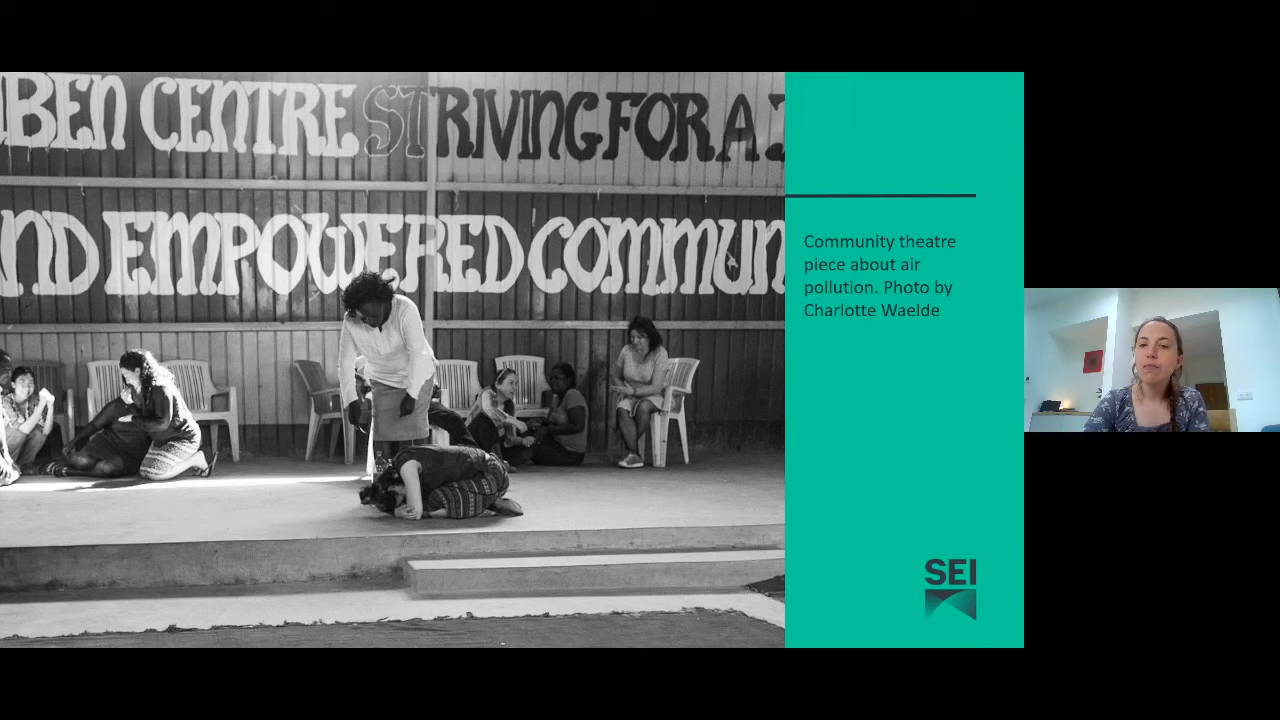 BEN CENTRE STRIVING FOR A
ND EMPOWERED COMMUN
Community theatre
piece about air
pollution. Photo by
Charlotte Waelde
SEI